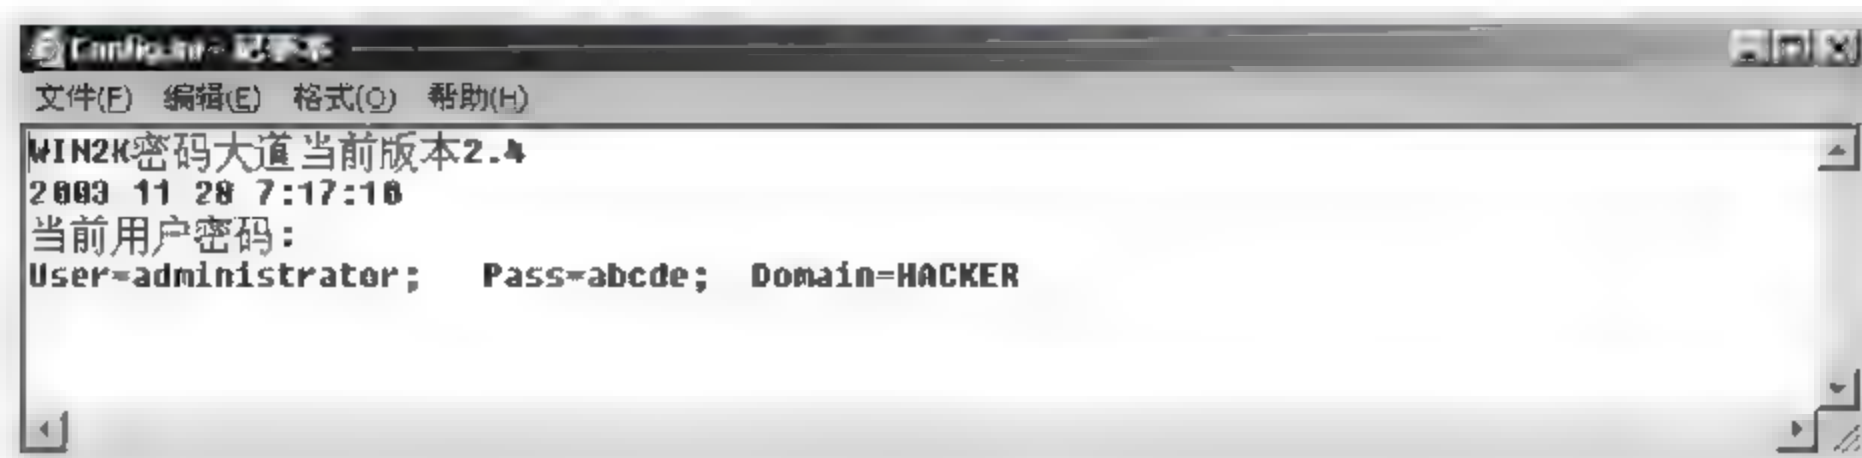 Config.ini - 记事本
文件(F) 编辑(E) 格式(O) 帮助(H)
WIN2K密码大道当前版本2.4
2003 11 28 7:17:10
当前用户密码:
User=administrator; Pass=abcde; Domain=HACKER